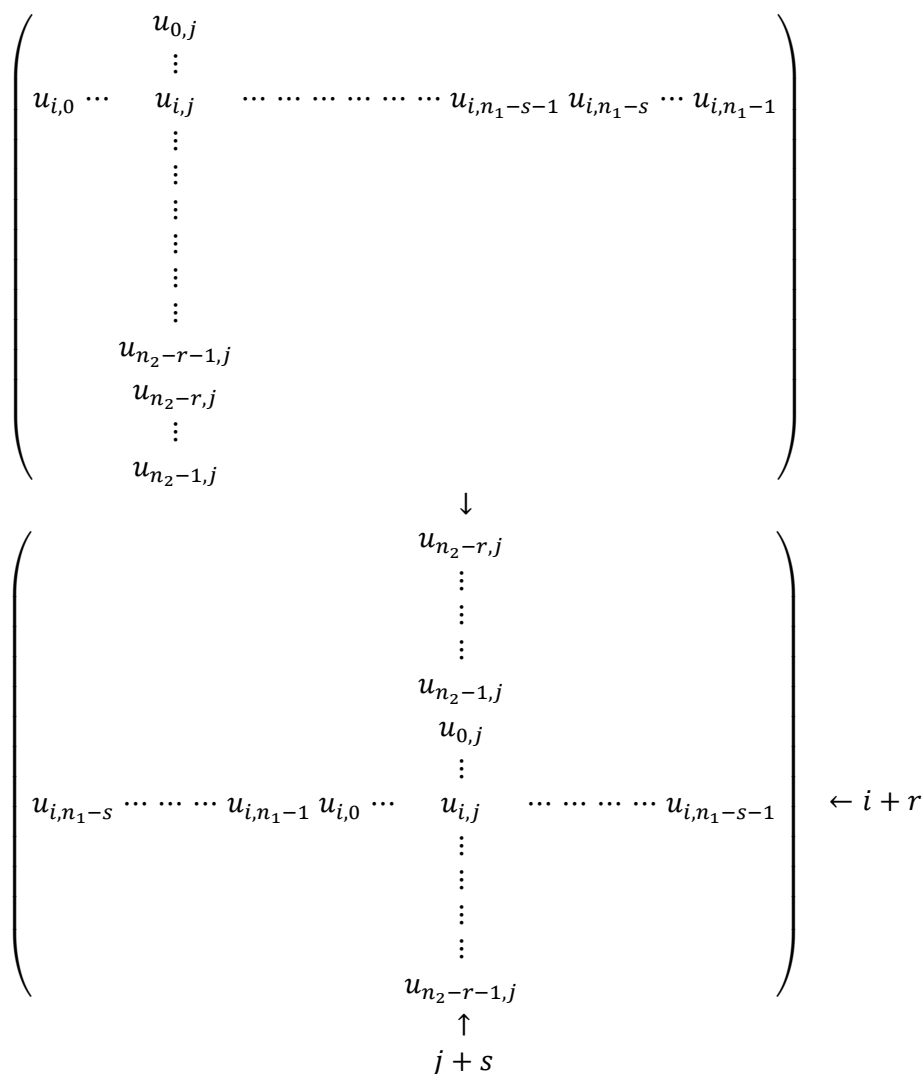 u_{0,j}
⋮
u_{i,0} ⋯ u_{i,j} ⋯ ⋯ ⋯ ⋯ ⋯ ⋯ u_{i,n_1−s−1} u_{i,n_1−s} ⋯ u_{i,n_1−1}
⋮
⋮
⋮
⋮
⋮
⋮
u_{n_2−r−1,j}
u_{n_2−r,j}
⋮
u_{n_2−1,j}
↓
u_{n_2−r,j}
⋮
⋮
⋮
u_{n_2−1,j}
u_{0,j}
⋮
u_{i,n_1−s} ⋯ ⋯ ⋯ u_{i,n_1−1} u_{i,0} ⋯ u_{i,j} ⋯ ⋯ ⋯ ⋯ u_{i,n_1−s−1} ← i + r
⋮
⋮
⋮
⋮
u_{n_2−r−1,j}
↑
j + s